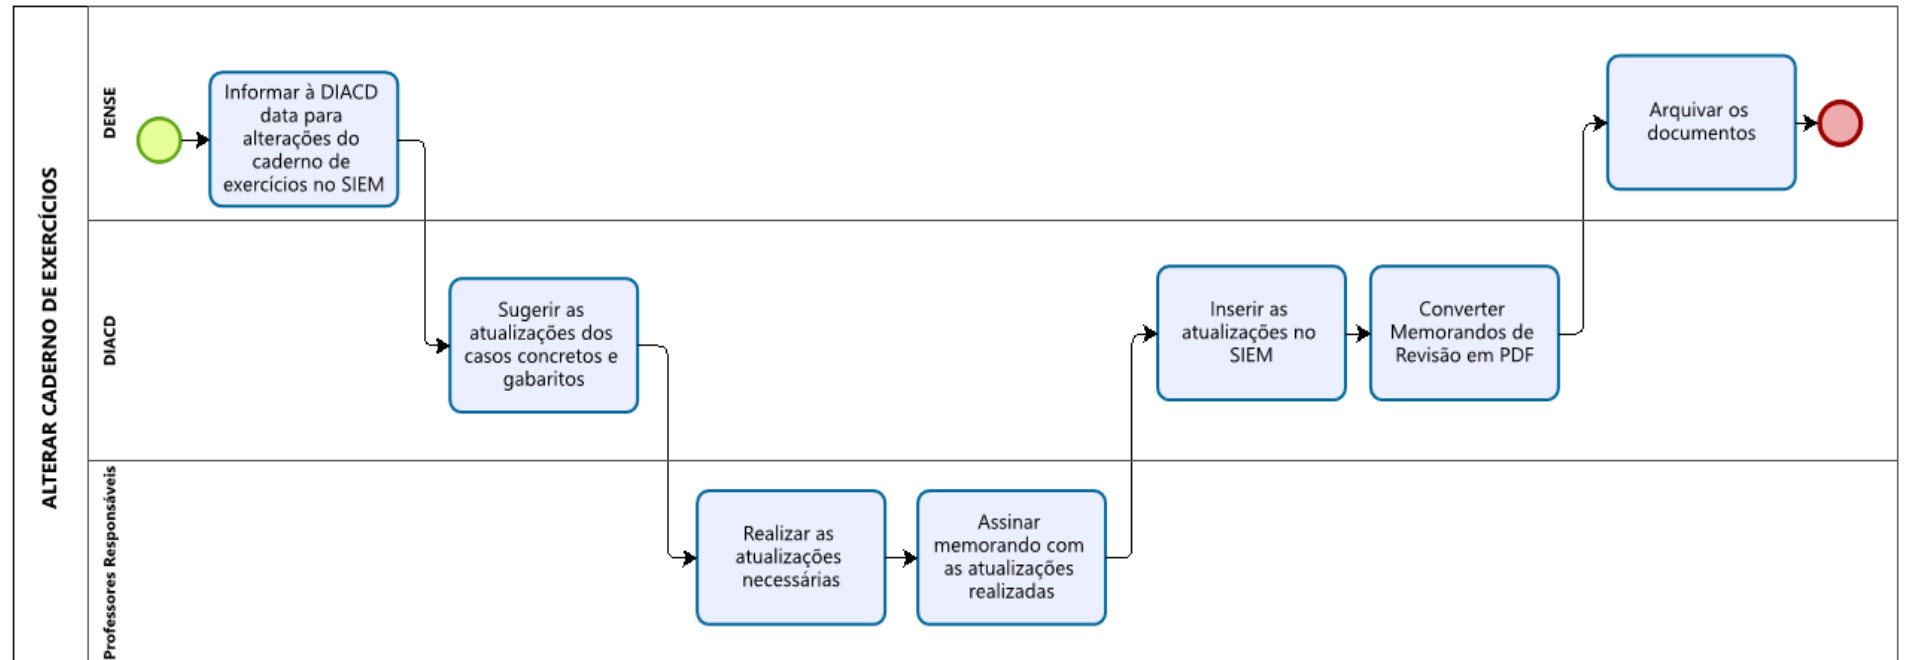 ALTERAR CADERNO DE EXERCÍCIOS
DENSE
Informar à DIACD
data para
alterações do
caderno de
exercícios no SIEM
Arquivar os
documentos
DIACD
Sugerir as
atualizações dos
casos concretos e
gabaritos
Inserir as
atualizações no
SIEM
Converter
Memorandos de
Revisão em PDF
Professores Responsáveis
Realizar as
atualizações
necessárias
Assinar
memorando com
as atualizações
realizadas